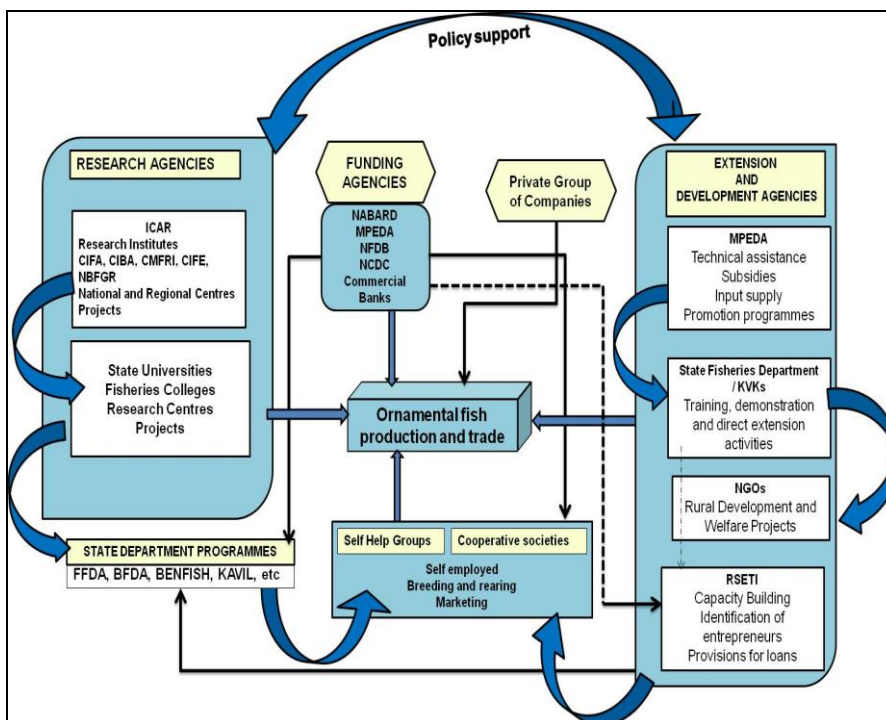 Policy support
RESEARCH AGENCIES
ICAR
Research Institutes
CIFA, CIBA, CMFRI, CIFE,
NBFGR
National and Regional Centres
Projects
State Universities
Fisheries Colleges
Research Centres
Projects
STATE DEPARTMENT PROGRAMMES
FFDA, BFDA, BENFISH, KAVIL, etc
FUNDING
AGENCIES
NABARD
MPEDA
NFDB
NCDC
Commercial
Banks
Private Group
of Companies
Ornamental fish
production and trade
Self Help Groups
Cooperative societies
Self employed
Breeding and rearing
Marketing
EXTENSION
AND
DEVELOPMENT AGENCIES
MPEDA
Technical assistance
Subsidies
Input supply
Promotion programmes
State Fisheries Department
/ KVKs
Training, demonstration
and direct extension
activities
NGOs
Rural Development and
Welfare Projects
RSETI
Capacity Building
Identification of
entrepreneurs
Provisions for loans